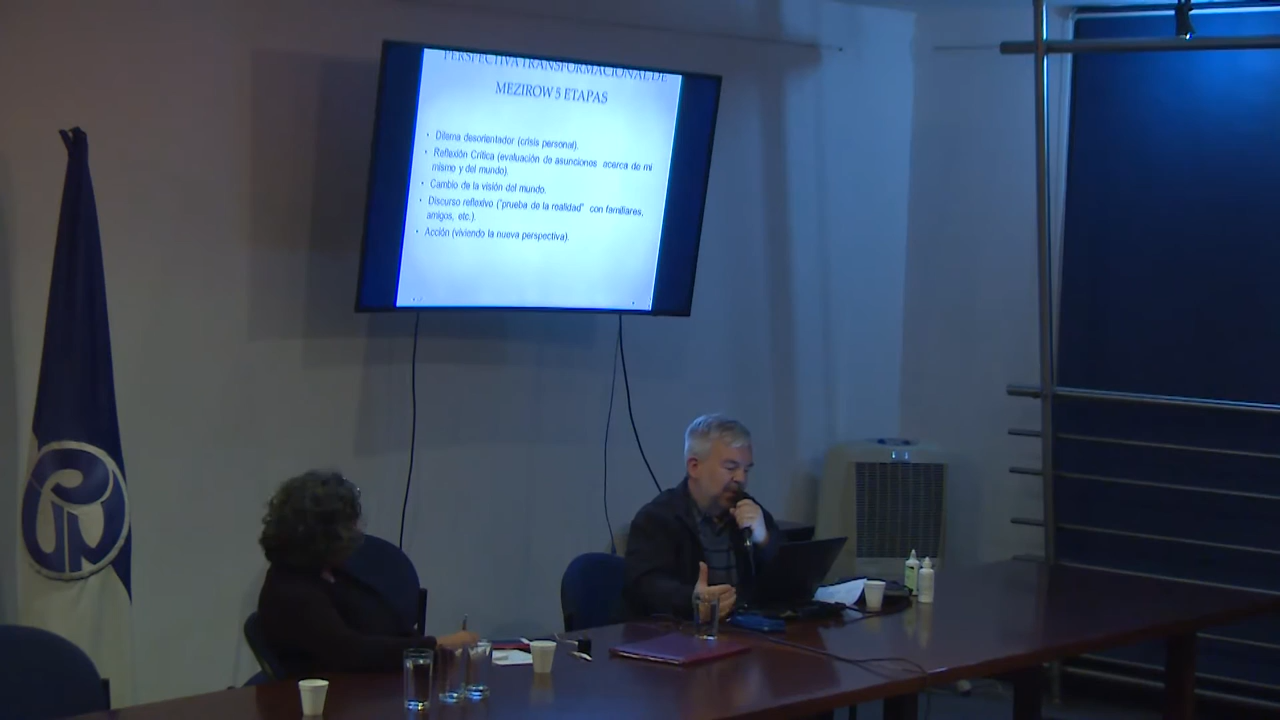 PERSPECTIVA TRANSFORMACIONAL DE
MEZIROW 5 ETAPAS
• Dilema desorientador (crisis personal).
• Reflexión Crítica (evaluación de asunciones acerca de mi
mismo y del mundo).
• Cambio de la visión del mundo.
• Discurso reflexivo ("prueba de la realidad" con familiares,
amigos, etc.).
• Acción (viviendo la nueva perspectiva).